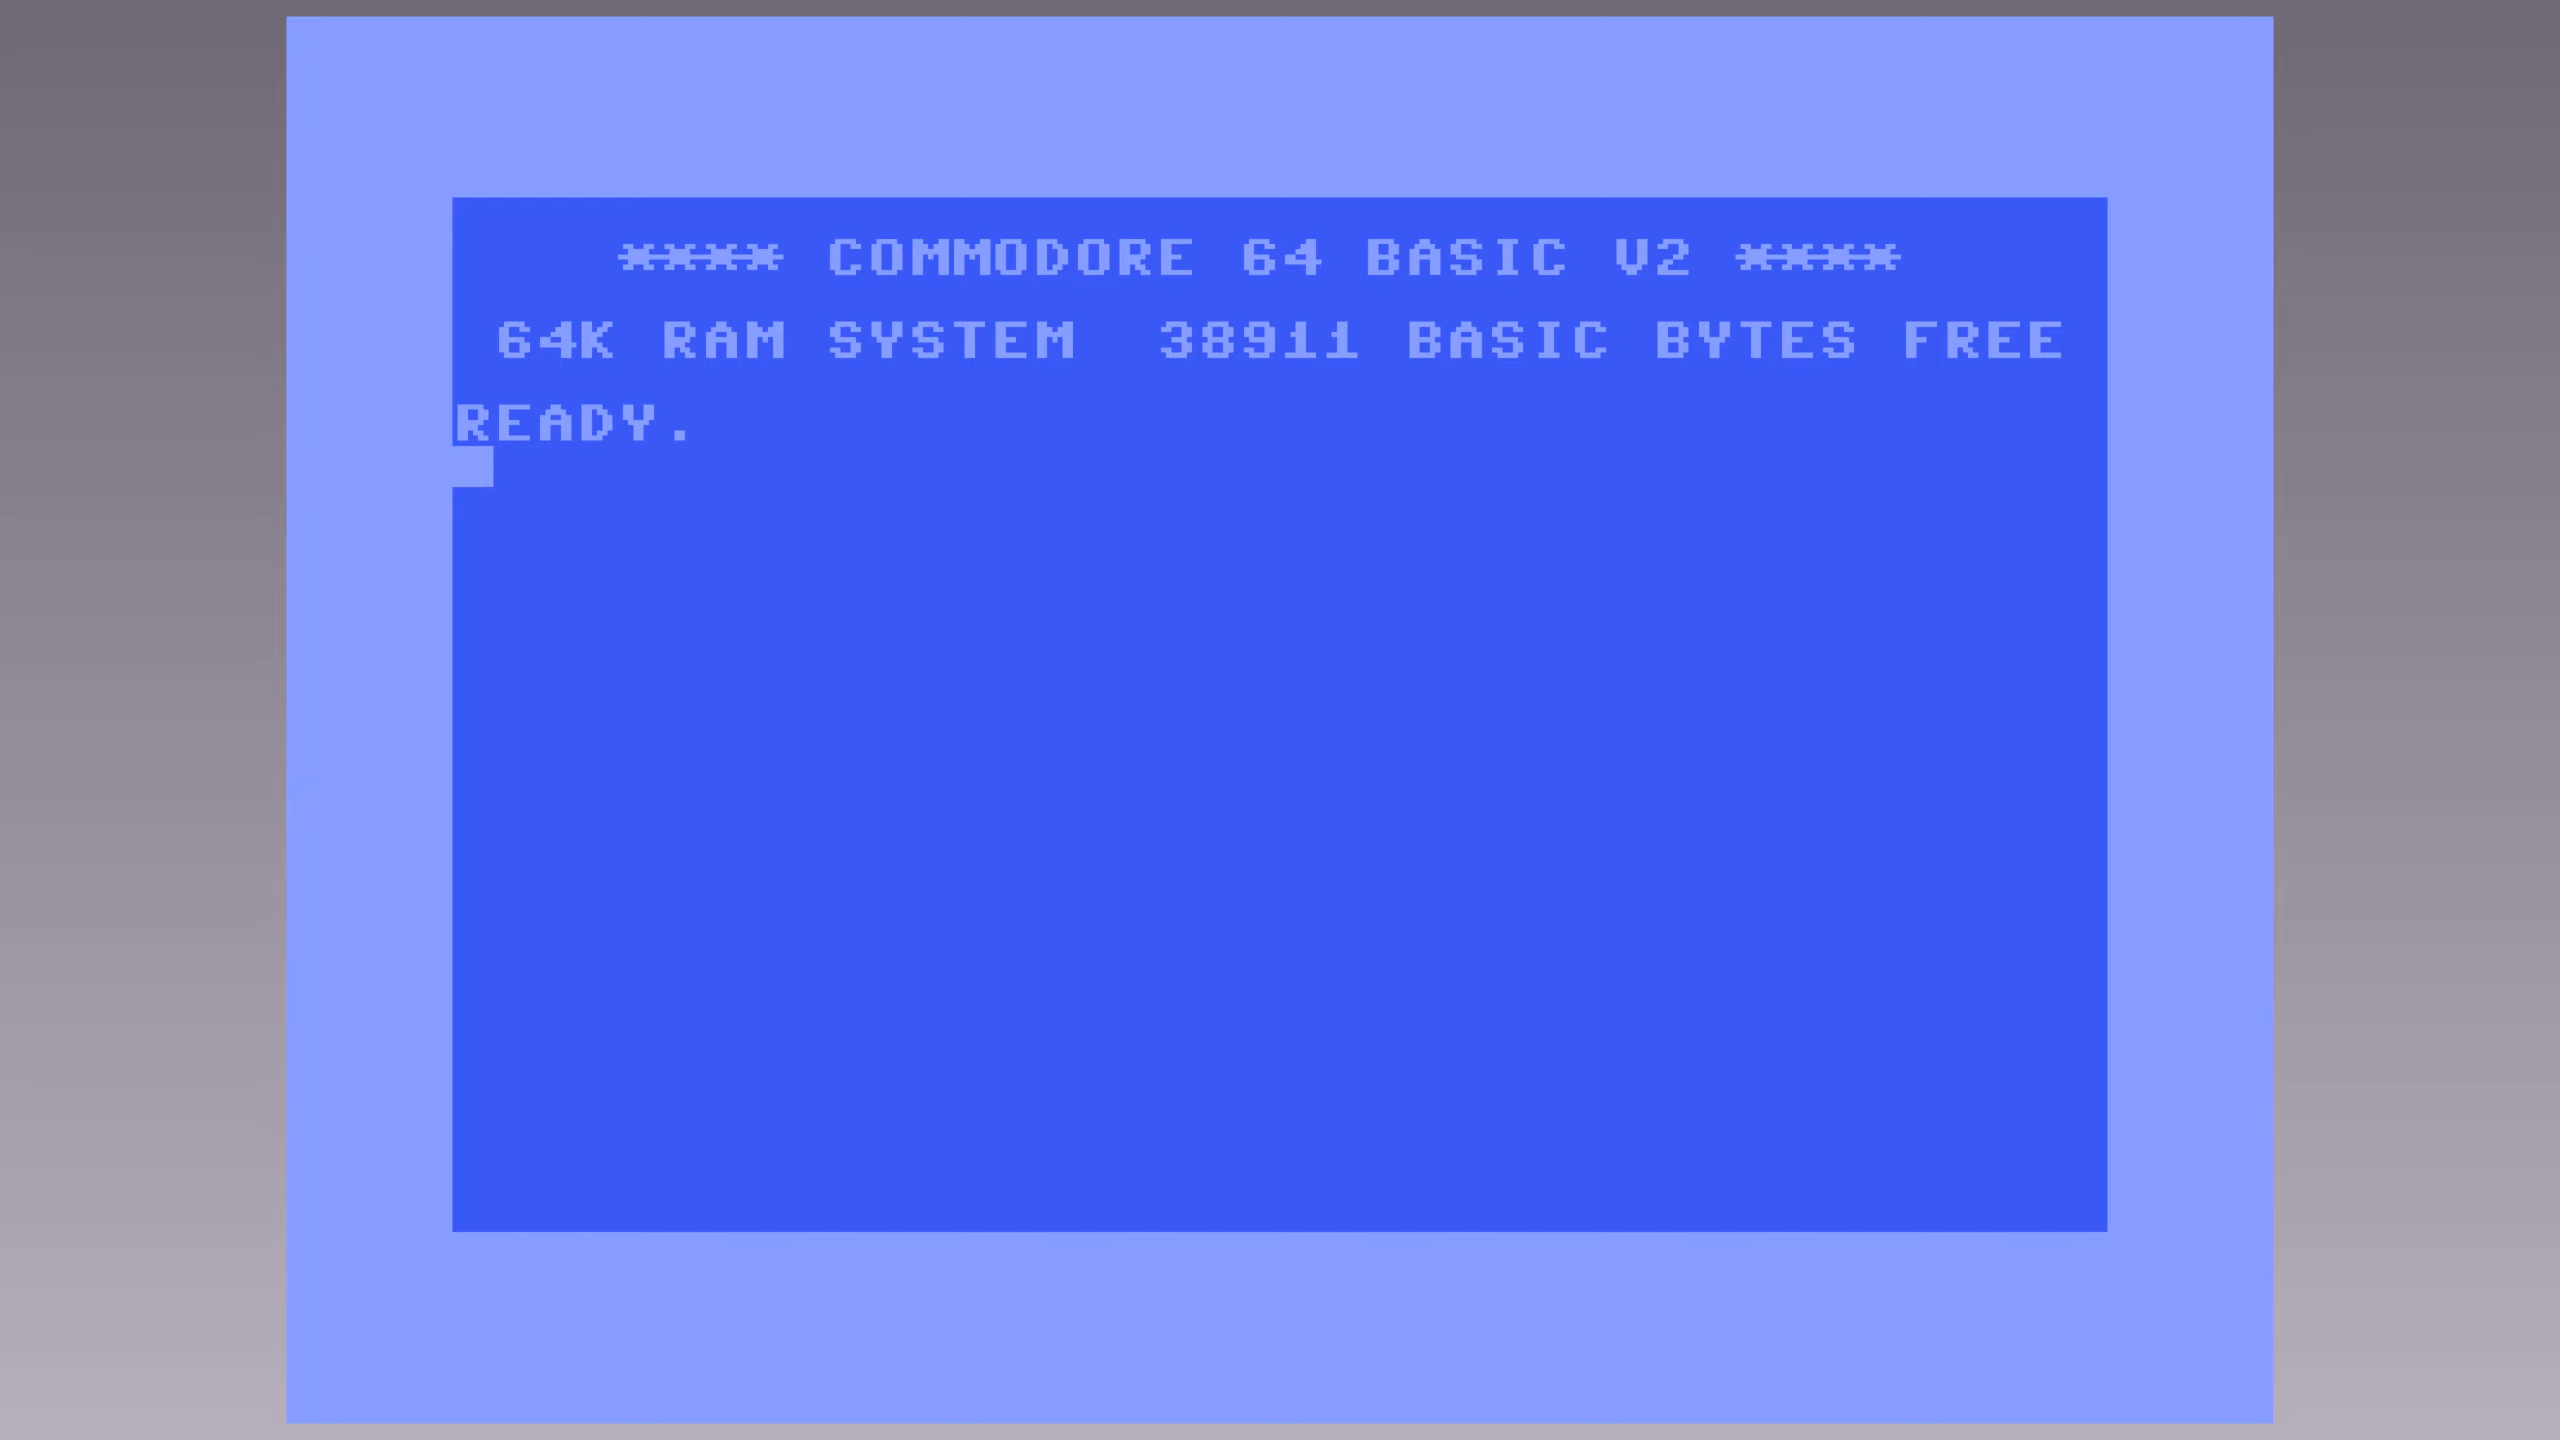 **** COMMODORE 64 BASIC V2 ****
64K RAM SYSTEM  38911 BASIC BYTES FREE
READY.